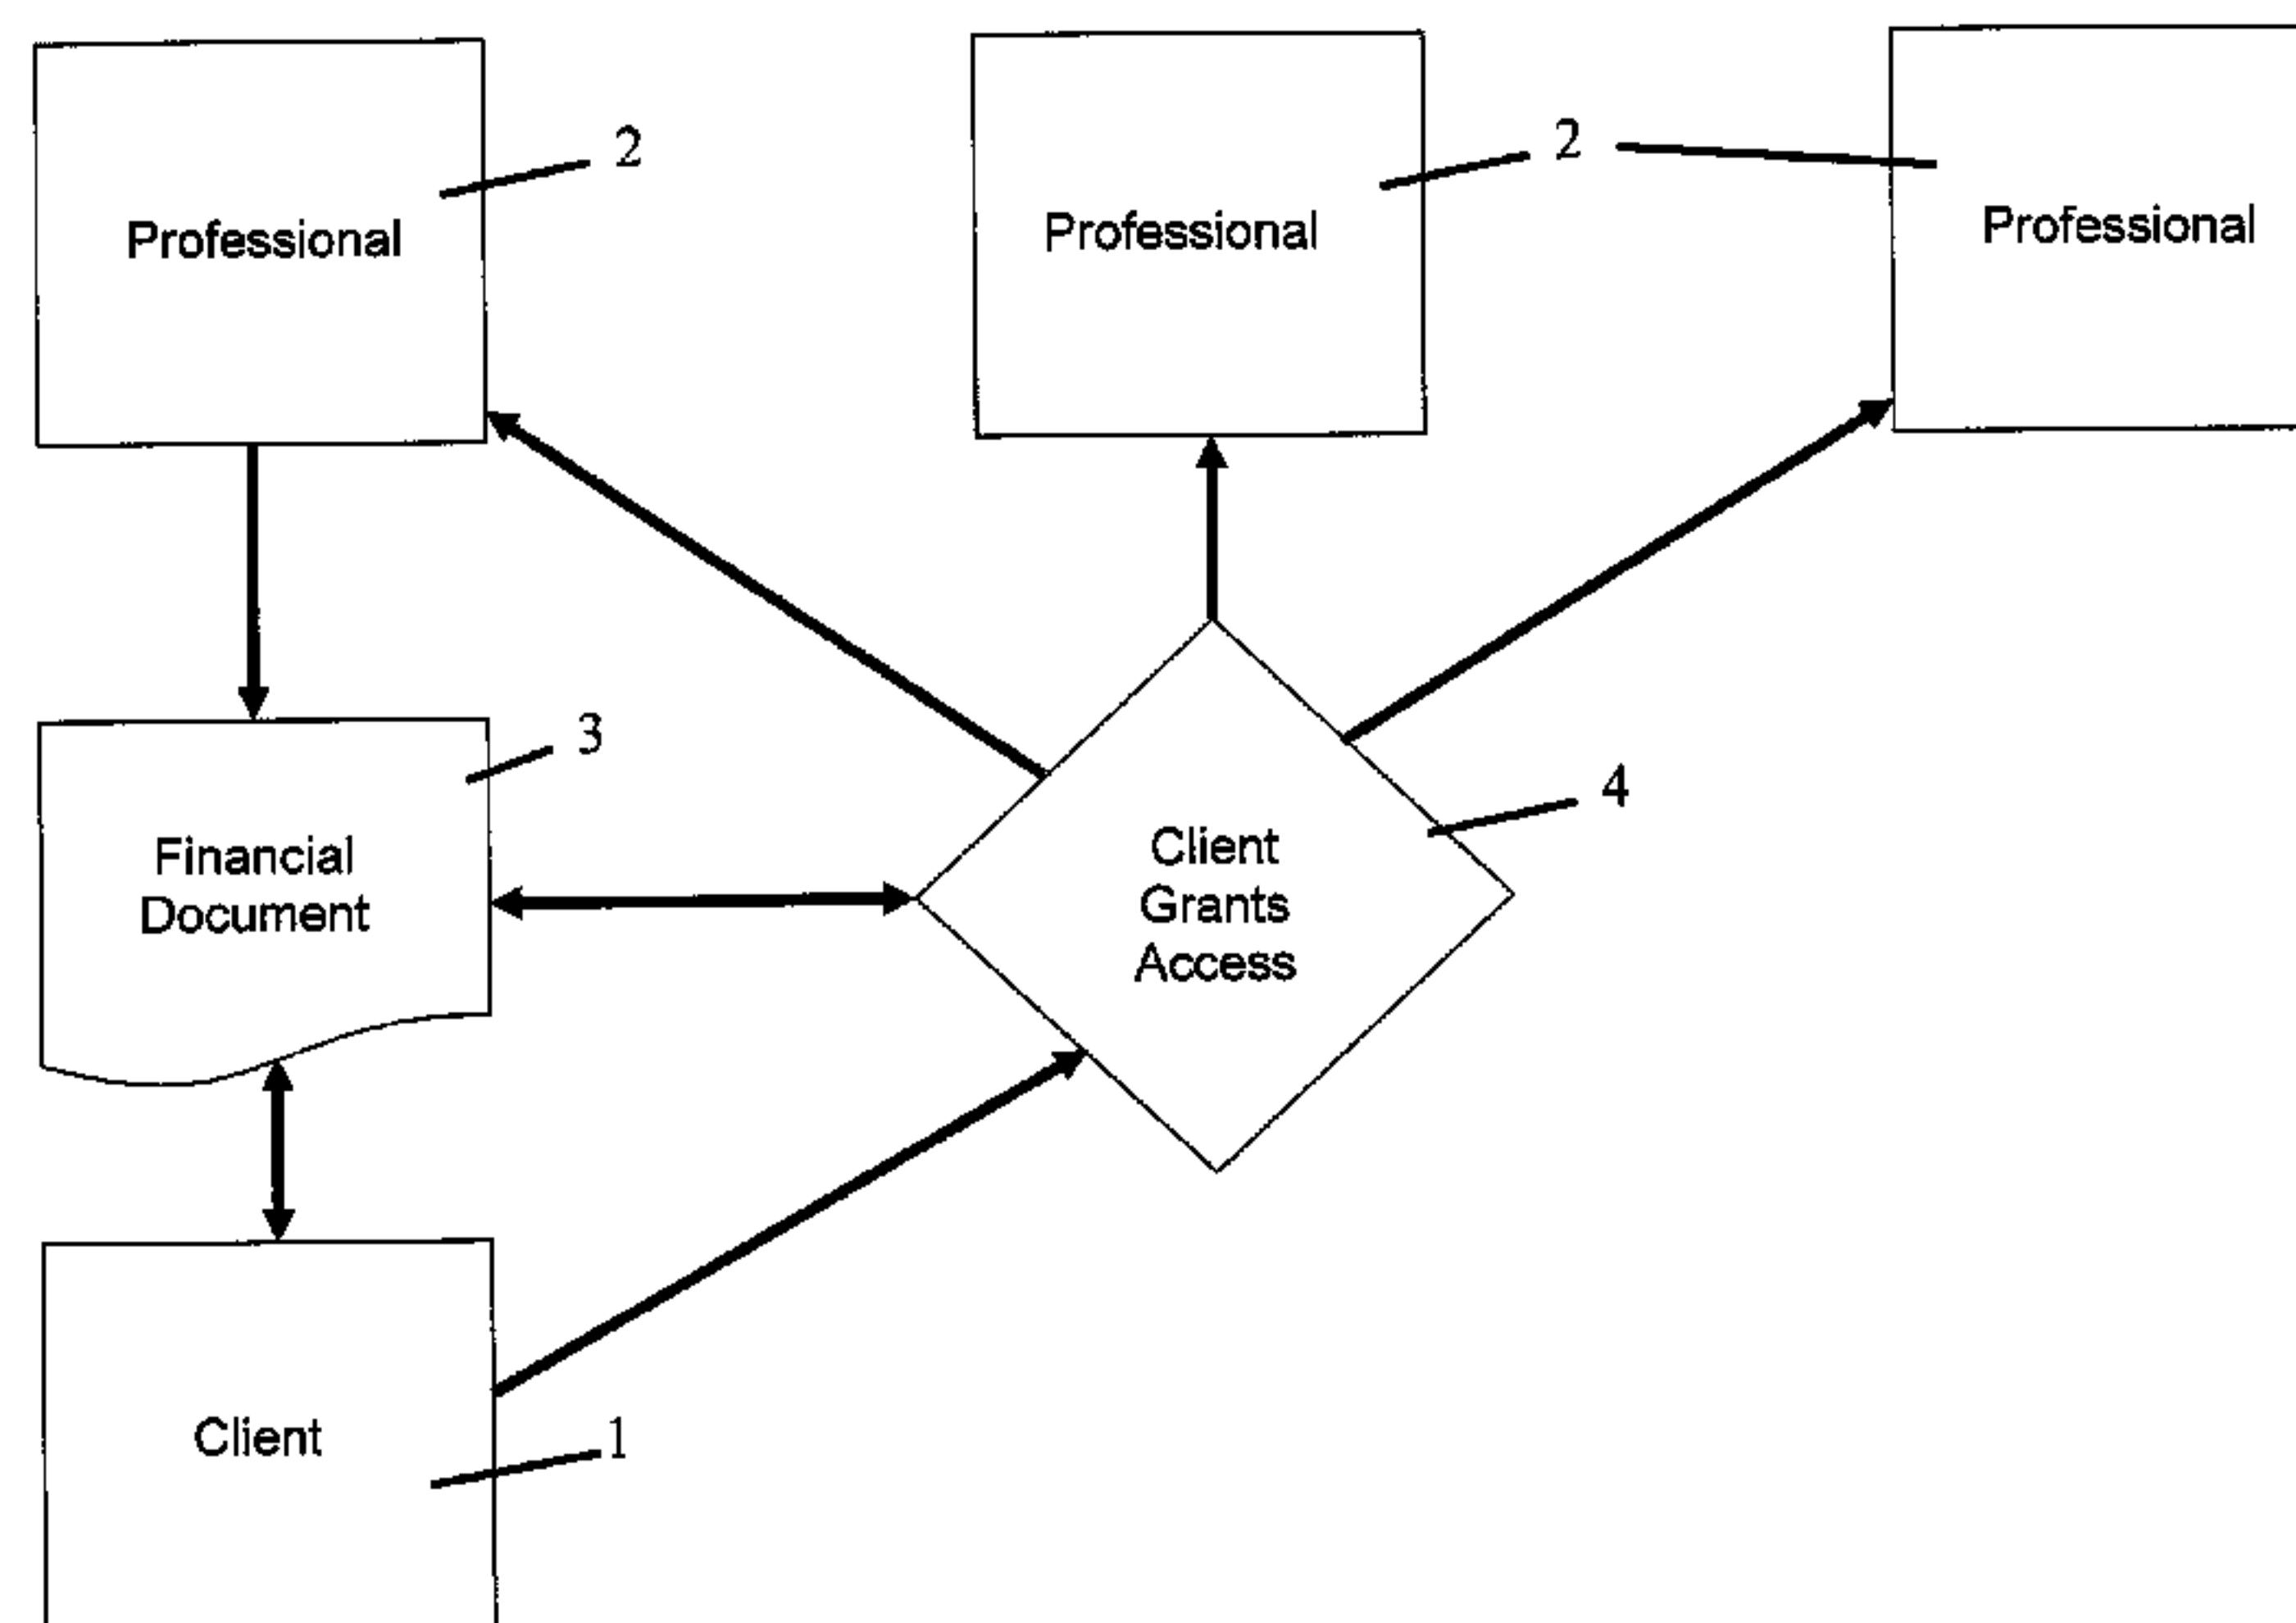 2
2
Professional
Professional
Professional
3
4
Financial
Document
Client
Grants
Access
Client
1